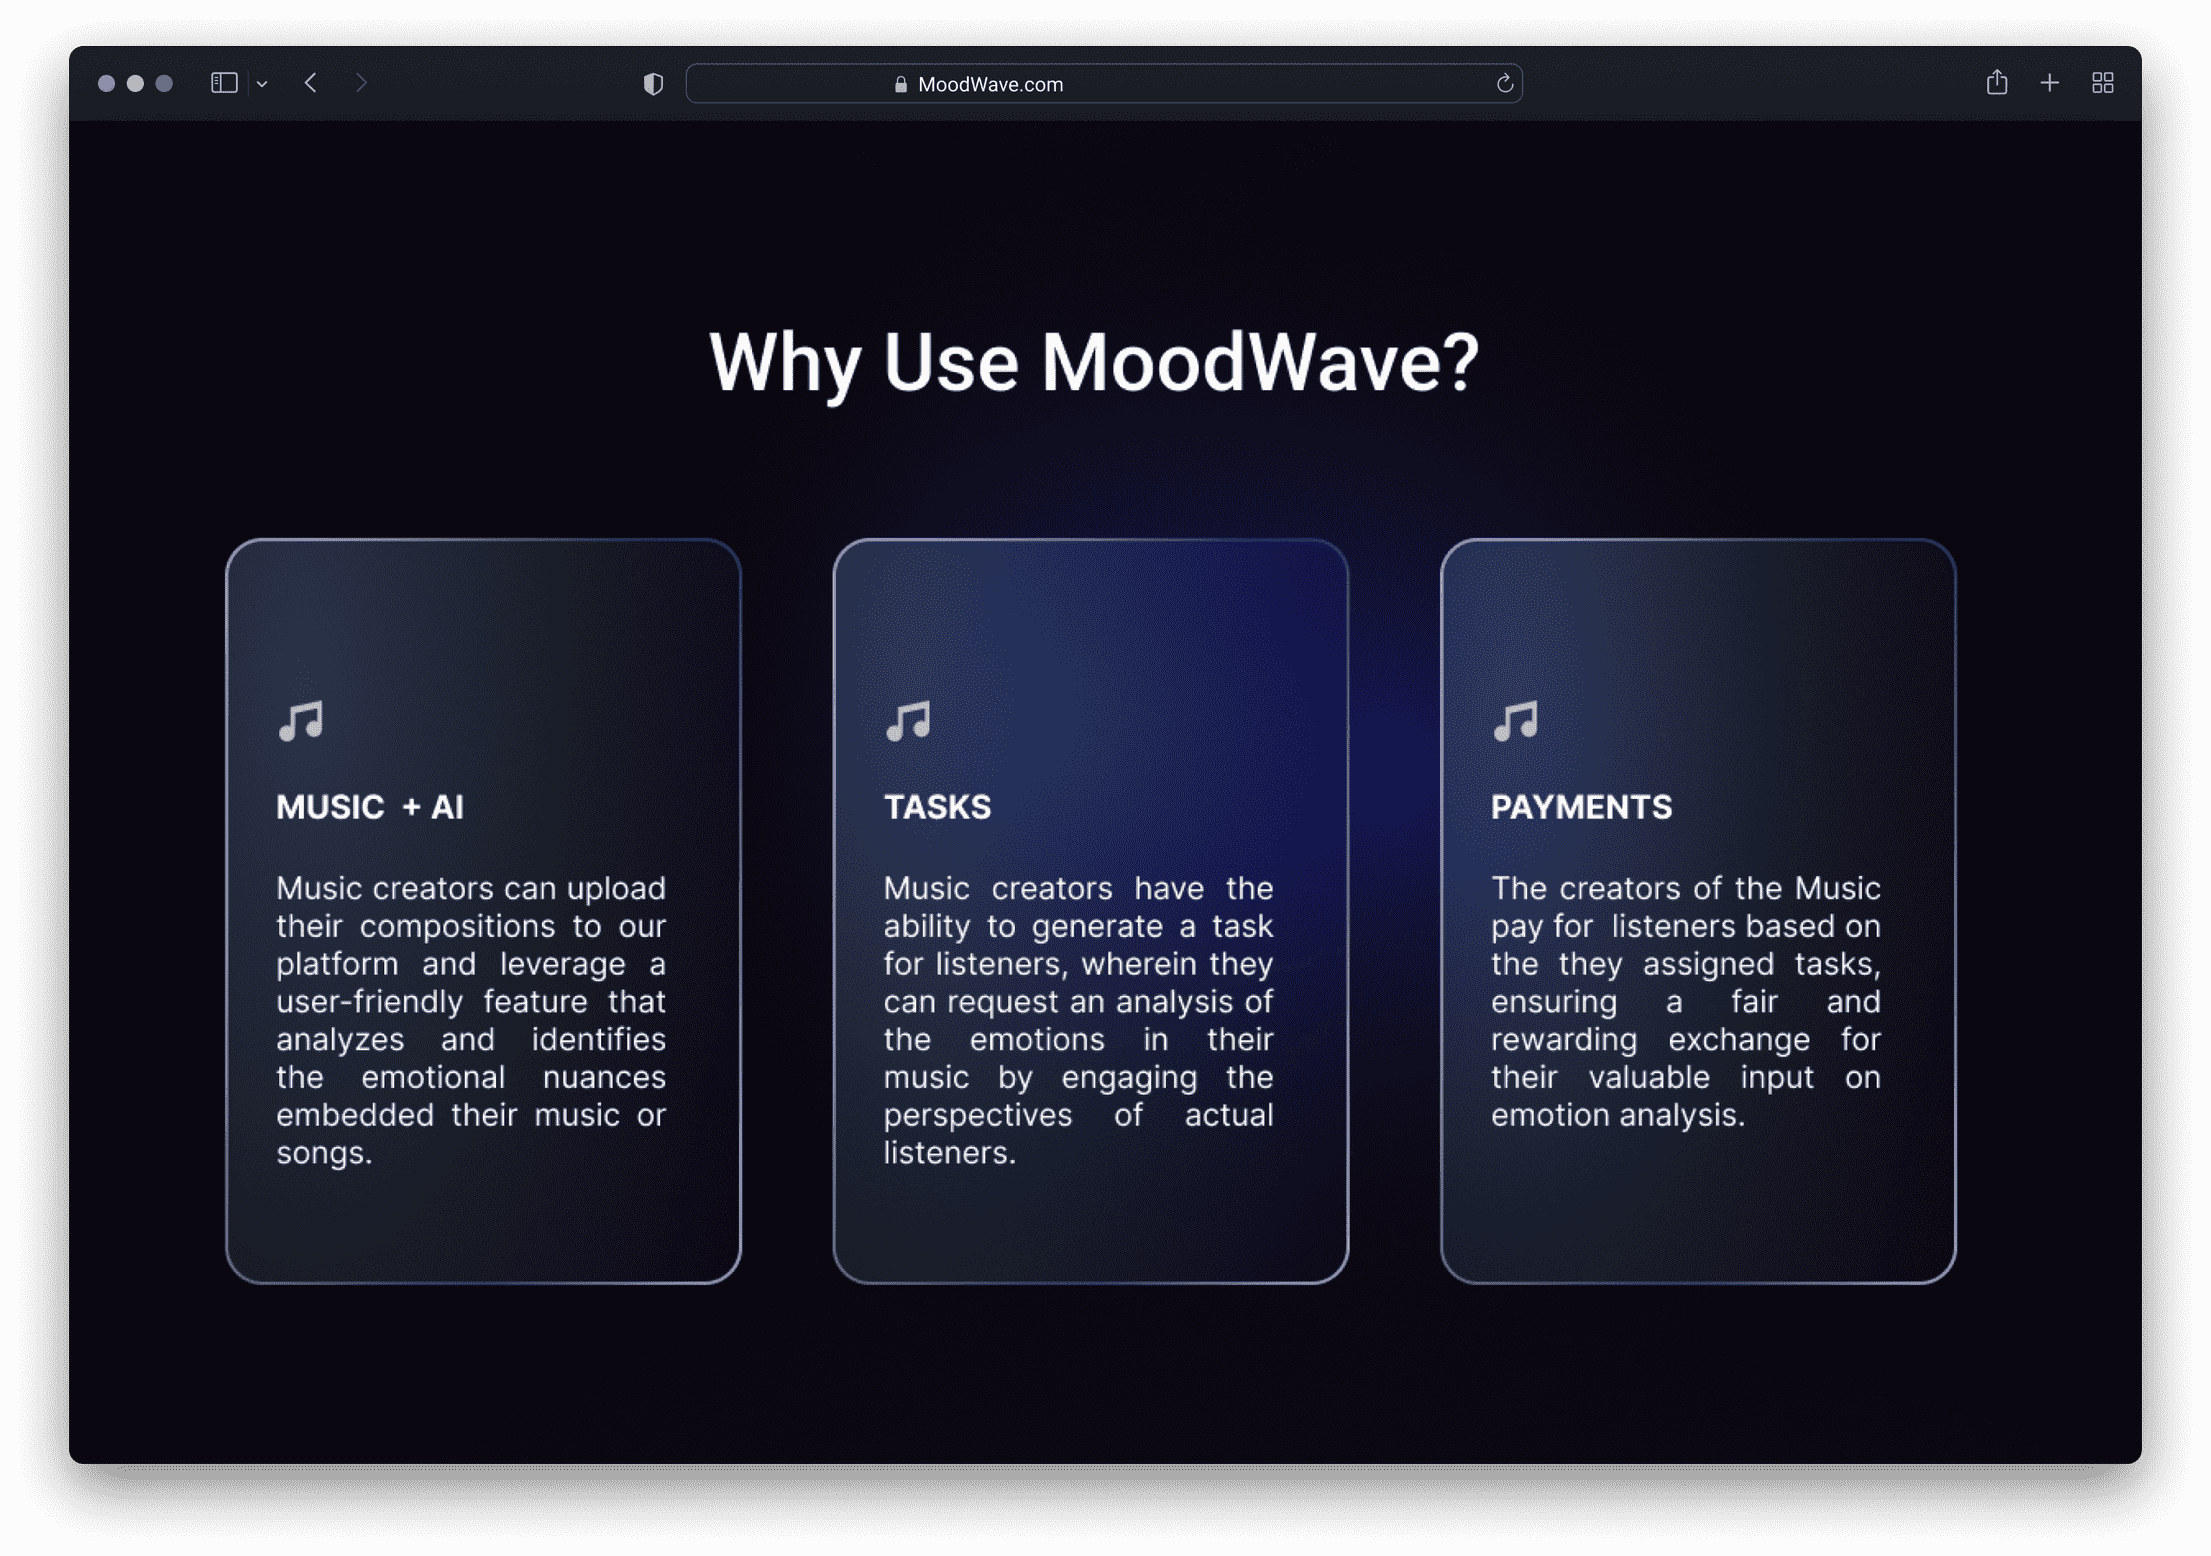 MoodWave.com
Why Use MoodWave?
MUSIC + AI
Music creators can upload
their compositions to our
platform and leverage a
user-friendly feature that
analyzes and identifies
the emotional nuances
embedded their music or
songs.
TASKS
Music creators have the
ability to generate a task
for listeners, wherein they
can request an analysis of
the emotions in their
music by engaging the
perspectives of actual
listeners.
PAYMENTS
The creators of the Music
pay for listeners based on
the they assigned tasks,
ensuring a fair and
rewarding exchange for
their valuable input on
emotion analysis.